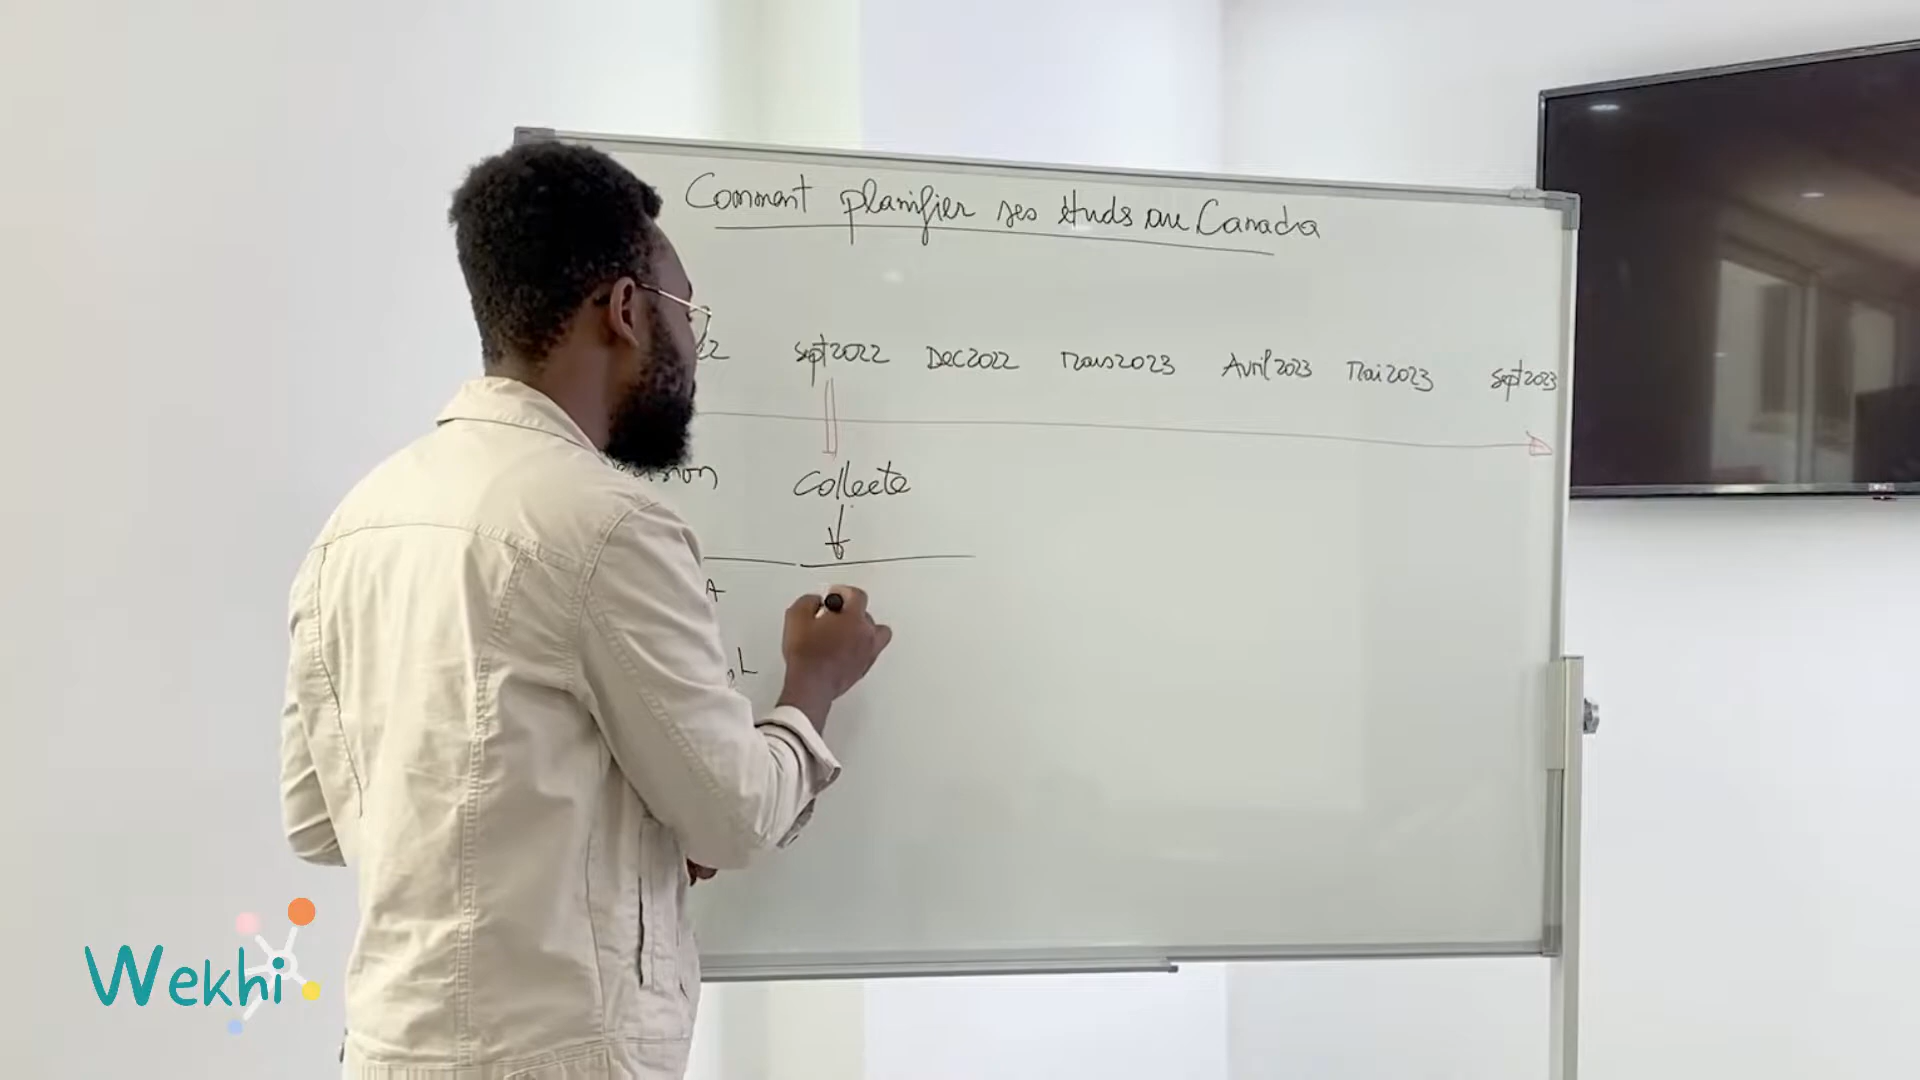 Comment planifier ses études au Canada
Sept 2022 Dec 2022 Mars 2023 Avril 2023 Mai 2023 Sept 2023
Collecte
Wekhi